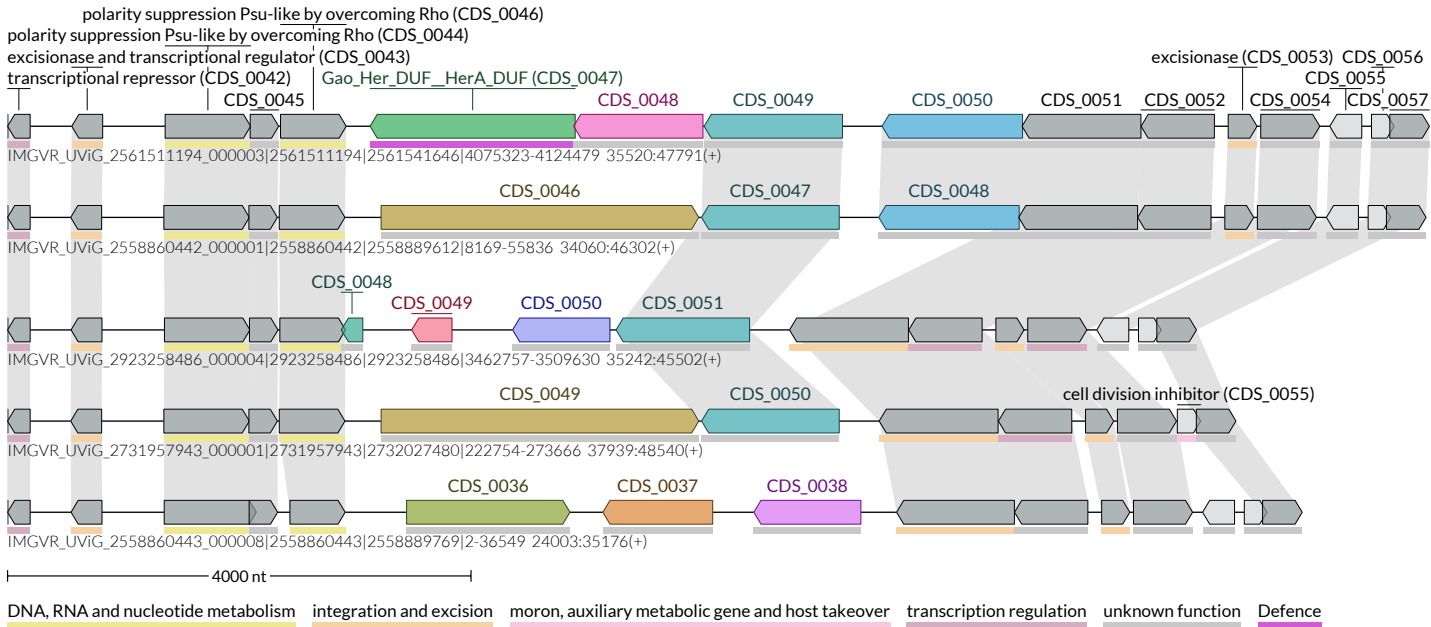 polarity suppression Psu-like by overcoming Rho (CDS_0046)
polarity suppression Psu-like by overcoming Rho (CDS_0044)
excisionase and transcriptional regulator (CDS_0043)
excisionase (CDS_0053) CDS_0056
transcriptional repressor (CDS_0042) Gao_Her_DUF__HerA_DUF (CDS_0047) CDS_0055
CDS_0045 CDS_0048 CDS_0049 CDS_0050 CDS_0051 CDS_0052 CDS_0054 CDS_0057
IMGVR_UViG_2561511194_000003|2561511194|2561541646|4075323-4124479 35520:47791(+)
CDS_0046 CDS_0047 CDS_0048
IMGVR_UViG_2558860442_000001|2558860442|2558889612|8169-55836 34060:46302(+)
CDS_0048
CDS_0049 CDS_0050 CDS_0051
IMGVR_UViG_2923258486_000004|2923258486|2923258486|3462757-3509630 35242:45502(+)
CDS_0049 CDS_0050 cell division inhibitor (CDS_0055)
IMGVR_UViG_2731957943_000001|2731957943|2732027480|222754-273666 37939:48540(+)
CDS_0036 CDS_0037 CDS_0038
IMGVR_UViG_2558860443_000008|2558860443|2558889769|2-36549 24003:35176(+)
4000 nt
DNA, RNA and nucleotide metabolism integration and excision moron, auxiliary metabolic gene and host takeover transcription regulation unknown function Defence